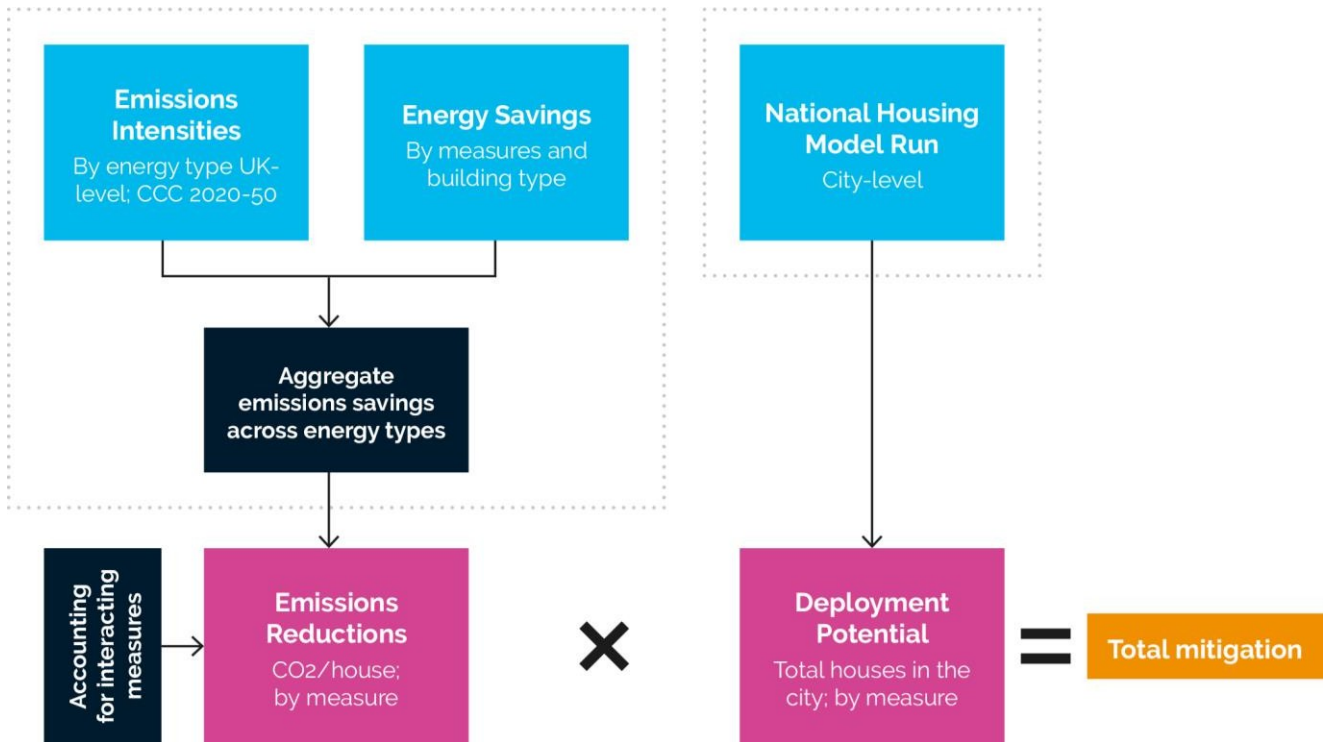 Emissions
Intensities
By energy type UK-
level; CCC 2020-50
Energy Savings
By measures and
building type
National Housing
Model Run
City-level
Aggregate
emissions savings
across energy types
Accounting
for interacting
measures
Emissions
Reductions
CO2/house;
by measure
×
Deployment
Potential
Total houses in the
city; by measure
=
Total mitigation